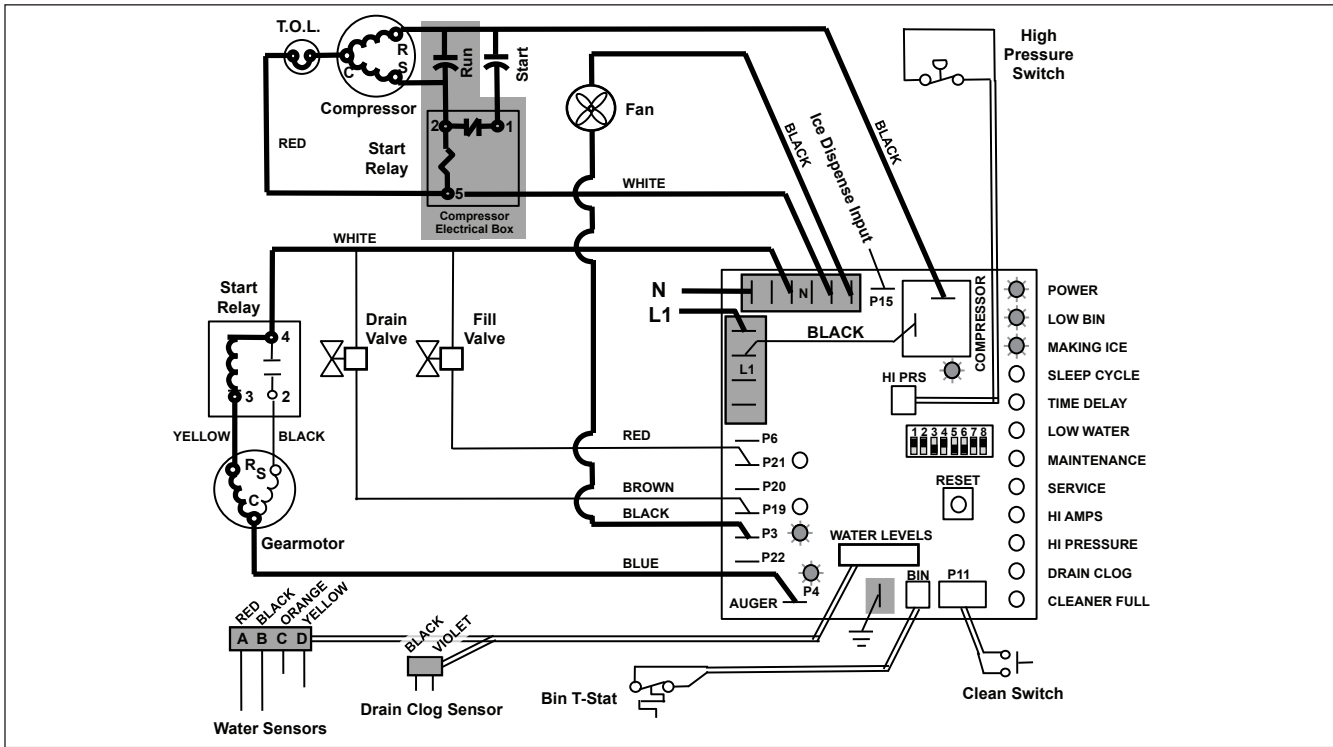 T.O.L.
R
S
C
Compressor
Run
Start
High
Pressure
Switch
Fan
2
1
5
Start
Relay
Compressor
Electrical Box
RED
WHITE
BLACK
Ice Dispense Input
BLACK
WHITE
Start
Relay
4
3
2
YELLOW
BLACK
R
S
C
Gearmotor
Drain
Valve
Fill
Valve
N
L1
N
P15
BLACK
L1
COMPRESSOR
HI PRS
1 2 3 4 5 6 7 8
RESET
RED
BROWN
BLACK
BLUE
P6
P21
P20
P19
P3
P22
P4
AUGER
WATER LEVELS
BIN
P11
POWER
LOW BIN
MAKING ICE
SLEEP CYCLE
TIME DELAY
LOW WATER
MAINTENANCE
SERVICE
HI AMPS
HI PRESSURE
DRAIN CLOG
CLEANER FULL
RED
BLACK
ORANGE
YELLOW
A B C D
Water Sensors
BLACK
VIOLET
Drain Clog Sensor
Bin T-Stat
Clean Switch